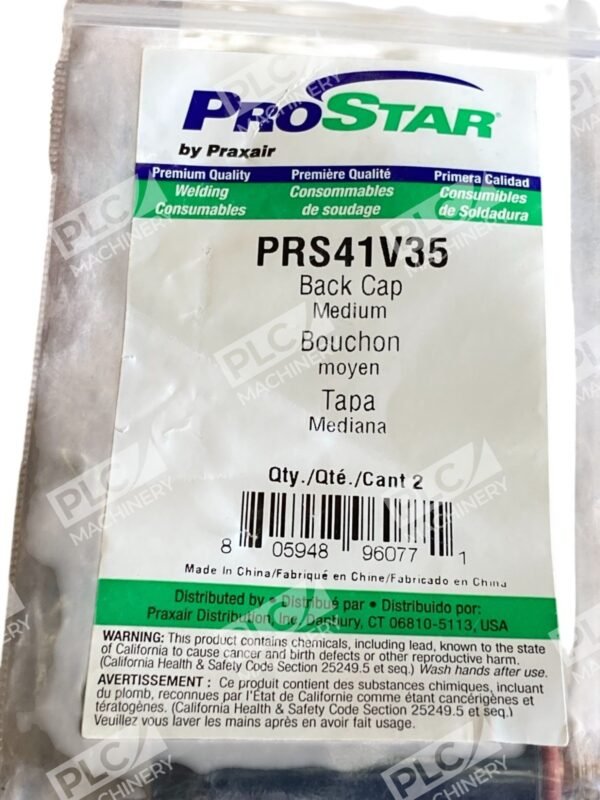 PROSTAR®
by Praxair
Premium Quality
Welding
Consumables
Première Qualité
Consommables
de soudage
Primera Calidad
Consumibles
de Soldadura
PRS41V35
Back Cap
Medium
Bouchon
moyen
Tapa
Mediana
Qty./Qté./Cant 2
8 05948 96077 1
Made In China/Fabriqué en Chine/Fabricado en China
Distributed by • Distribué par • Distribuido por:
Praxair Distribution, Inc. Danbury, CT 06810-5113, USA
WARNING: This product contains chemicals, including lead, known to the state
of California to cause cancer and birth defects or other reproductive harm.
(California Health & Safety Code Section 25249.5 et seq.) Wash hands after use.
AVERTISSEMENT : Ce produit contient des substances chimiques, incluant
du plomb, reconnues par l'État de Californie comme étant cancérigènes et
tératogènes. (California Health & Safety Code Section 25249.5 et seq.)
Veuillez vous laver les mains après en avoir fait usage.
PLC MACHINERY